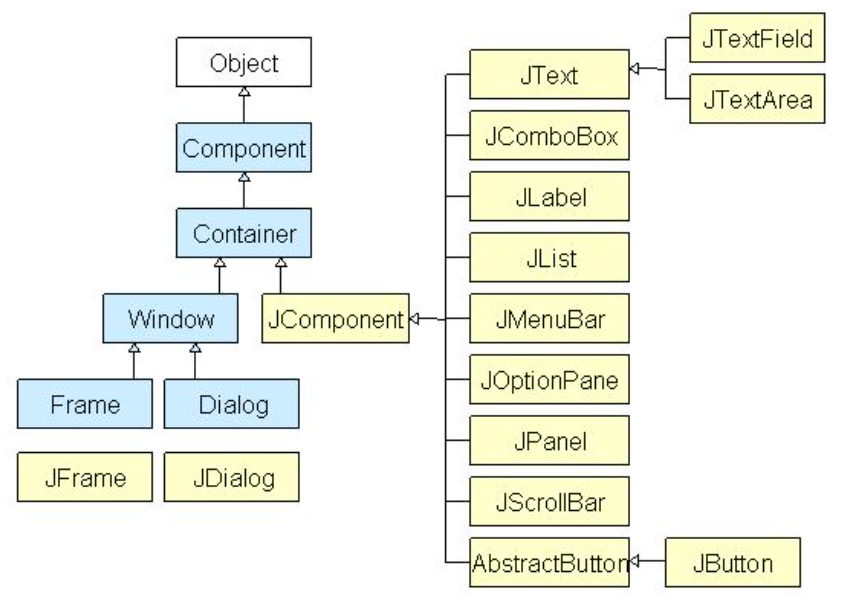 Object
Component
Container
Window
JComponent
Frame
Dialog
JFrame
JDialog
JText
JComboBox
JLabel
JList
JMenuBar
JOptionPane
JPanel
JScrollBar
AbstractButton
JTextField
JTextArea
JButton